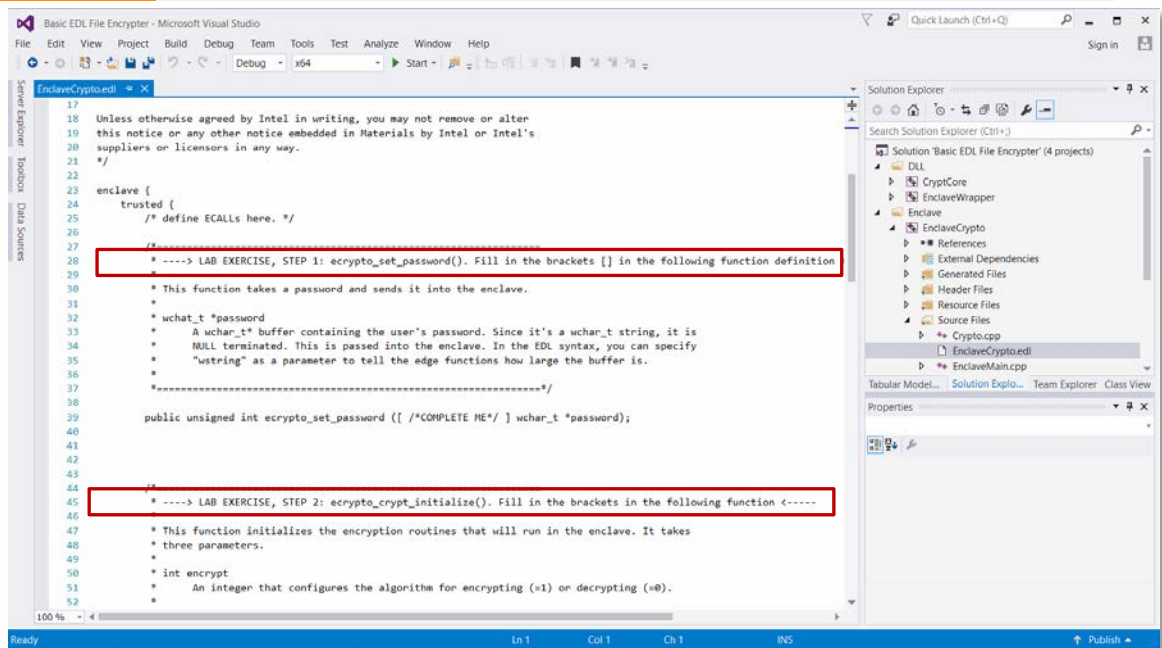 Basic EDL File Encrypter - Microsoft Visual Studio
Quick Launch (Ctrl+Q)
File Edit View Project Build Debug Team Tools Test Analyze Window Help
Sign in
Debug x64 Start
Server Explorer
Toolbox
Data Sources
EnclaveCrypto.edl
17
18 Unless otherwise agreed by Intel in writing, you may not remove or alter
19 this notice or any other notice embedded in Materials by Intel or Intel's
20 suppliers or licensors in any way.
21 */
22
23 enclave {
24 trusted {
25 /* define ECALLs here. */
26
27 /*=================================================================
28 * ----> LAB EXERCISE, STEP 1: ecrypto_set_password(). Fill in the brackets [] in the following function definition
29 *
30 * This function takes a password and sends it into the enclave.
31 *
32 * wchat_t *password
33 * A wchar_t* buffer containing the user's password. Since it's a wchar_t string, it is
34 * NULL terminated. This is passed into the enclave. In the EDL syntax, you can specify
35 * "wstring" as a parameter to tell the edge functions how large the buffer is.
36 *
37 *=================================================================*/
38
39 public unsigned int ecrypto_set_password ([ /*COMPLETE ME*/ ] wchar_t *password);
40
41
42
43
44 /*=================================================================
45 * ----> LAB EXERCISE, STEP 2: ecrypto_crypt_initialize(). Fill in the brackets in the following function <-----
46 *
47 * This function initializes the encryption routines that will run in the enclave. It takes
48 * three parameters.
49 *
50 * int encrypt
51 * An integer that configures the algorithm for encrypting (=1) or decrypting (=0).
52 *
100 %
Solution Explorer
Search Solution Explorer (Ctrl+;)
Solution 'Basic EDL File Encrypter' (4 projects)
DLL
CryptCore
EnclaveWrapper
Enclave
EnclaveCrypto
References
External Dependencies
Generated Files
Header Files
Resource Files
Source Files
Crypto.cpp
EnclaveCrypto.edl
EnclaveMain.cpp
Tabular Model... Solution Explo... Team Explorer Class View
Properties
Ready Ln 1 Col 1 Ch 1 INS Publish